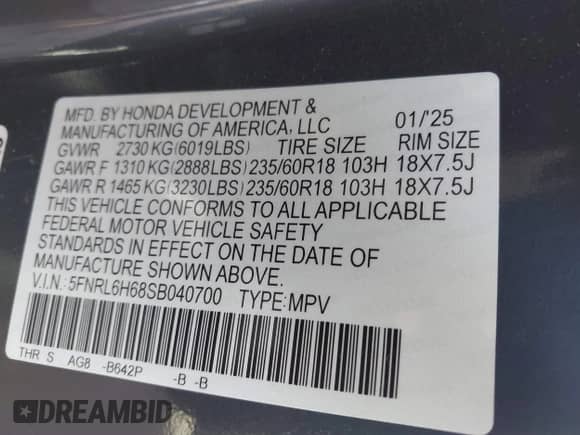 MFD. BY HONDA DEVELOPMENT &
MANUFACTURING OF AMERICA, LLC 01/'25
GVWR 2730 KG(6019LBS) TIRE SIZE RIM SIZE
GAWR F 1310 KG(2888LBS) 235/60R18 103H 18X7.5J
GAWR R 1465 KG(3230LBS) 235/60R18 103H 18X7.5J
THIS VEHICLE CONFORMS TO ALL APPLICABLE
FEDERAL MOTOR VEHICLE SAFETY
STANDARDS IN EFFECT ON THE DATE OF
MANUFACTURE SHOWN ABOVE.
V.I.N.: 5FNRL6H68SB040700 TYPE:MPV
THR S AG8 -B642P -B -B
DREAMBID